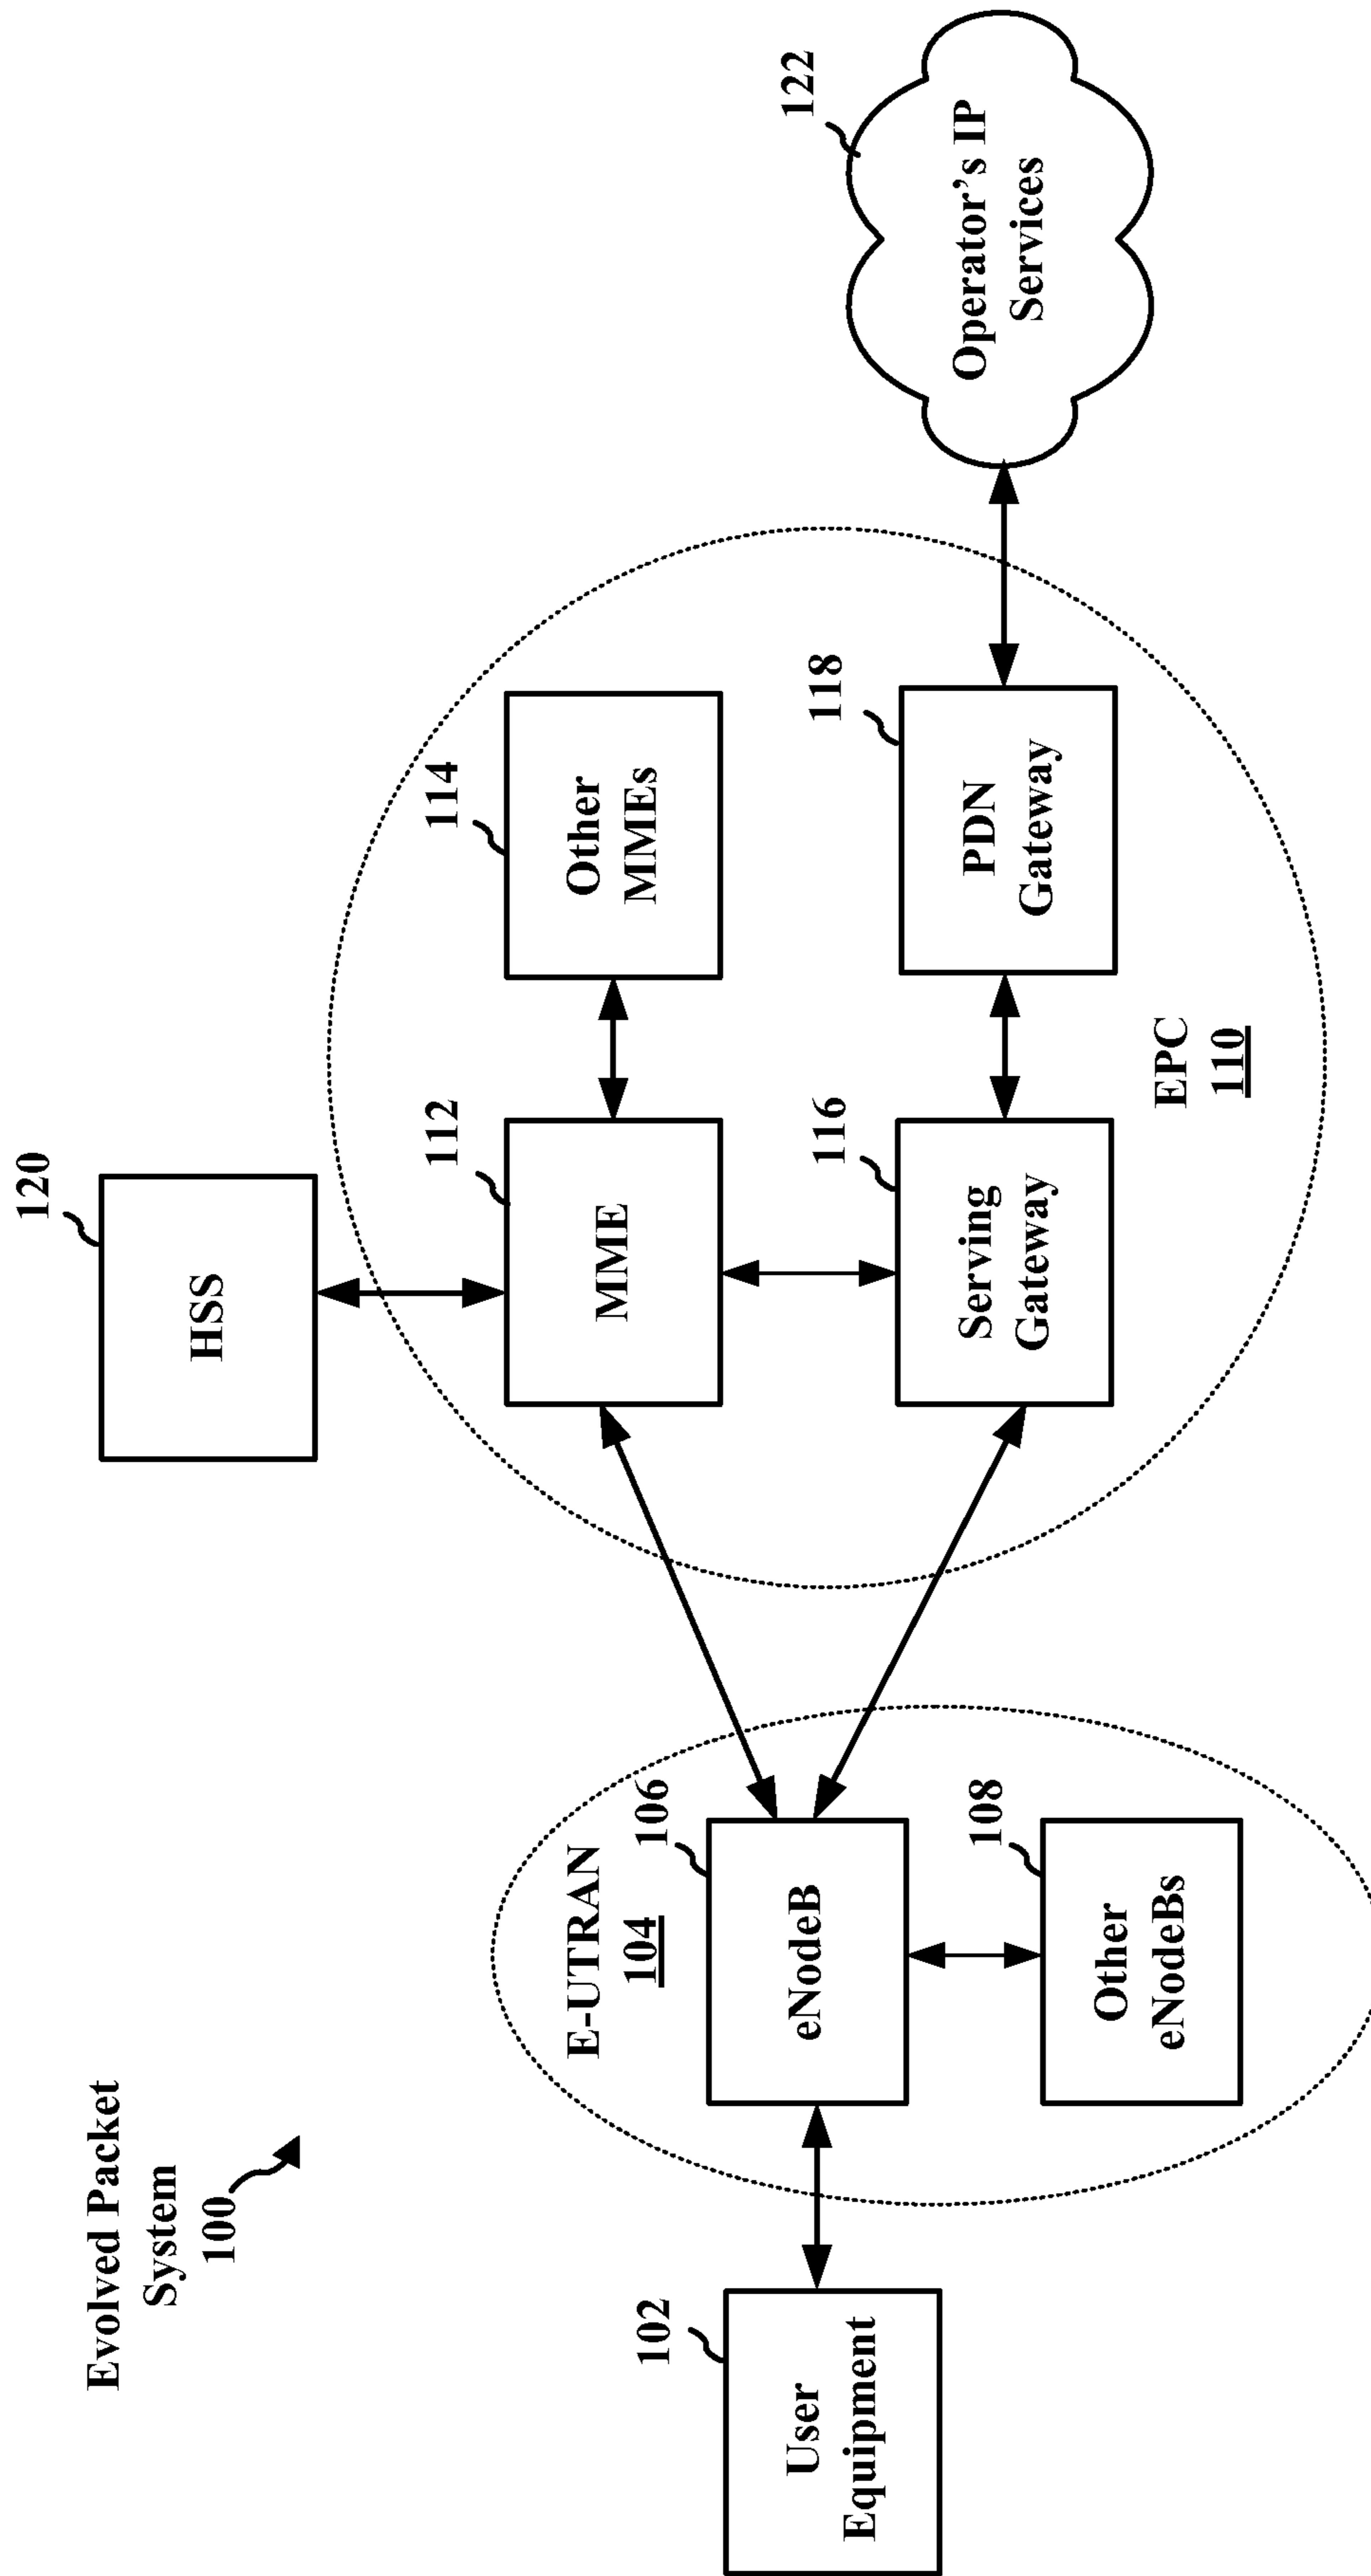 Evolved Packet
System
100
HSS
120
E-UTRAN
104
EPC
110
User
Equipment
102
eNodeB
106
Other
eNodeBs
108
MME
112
Other
MMEs
114
Serving
Gateway
116
PDN
Gateway
118
Operator’s IP
Services
122